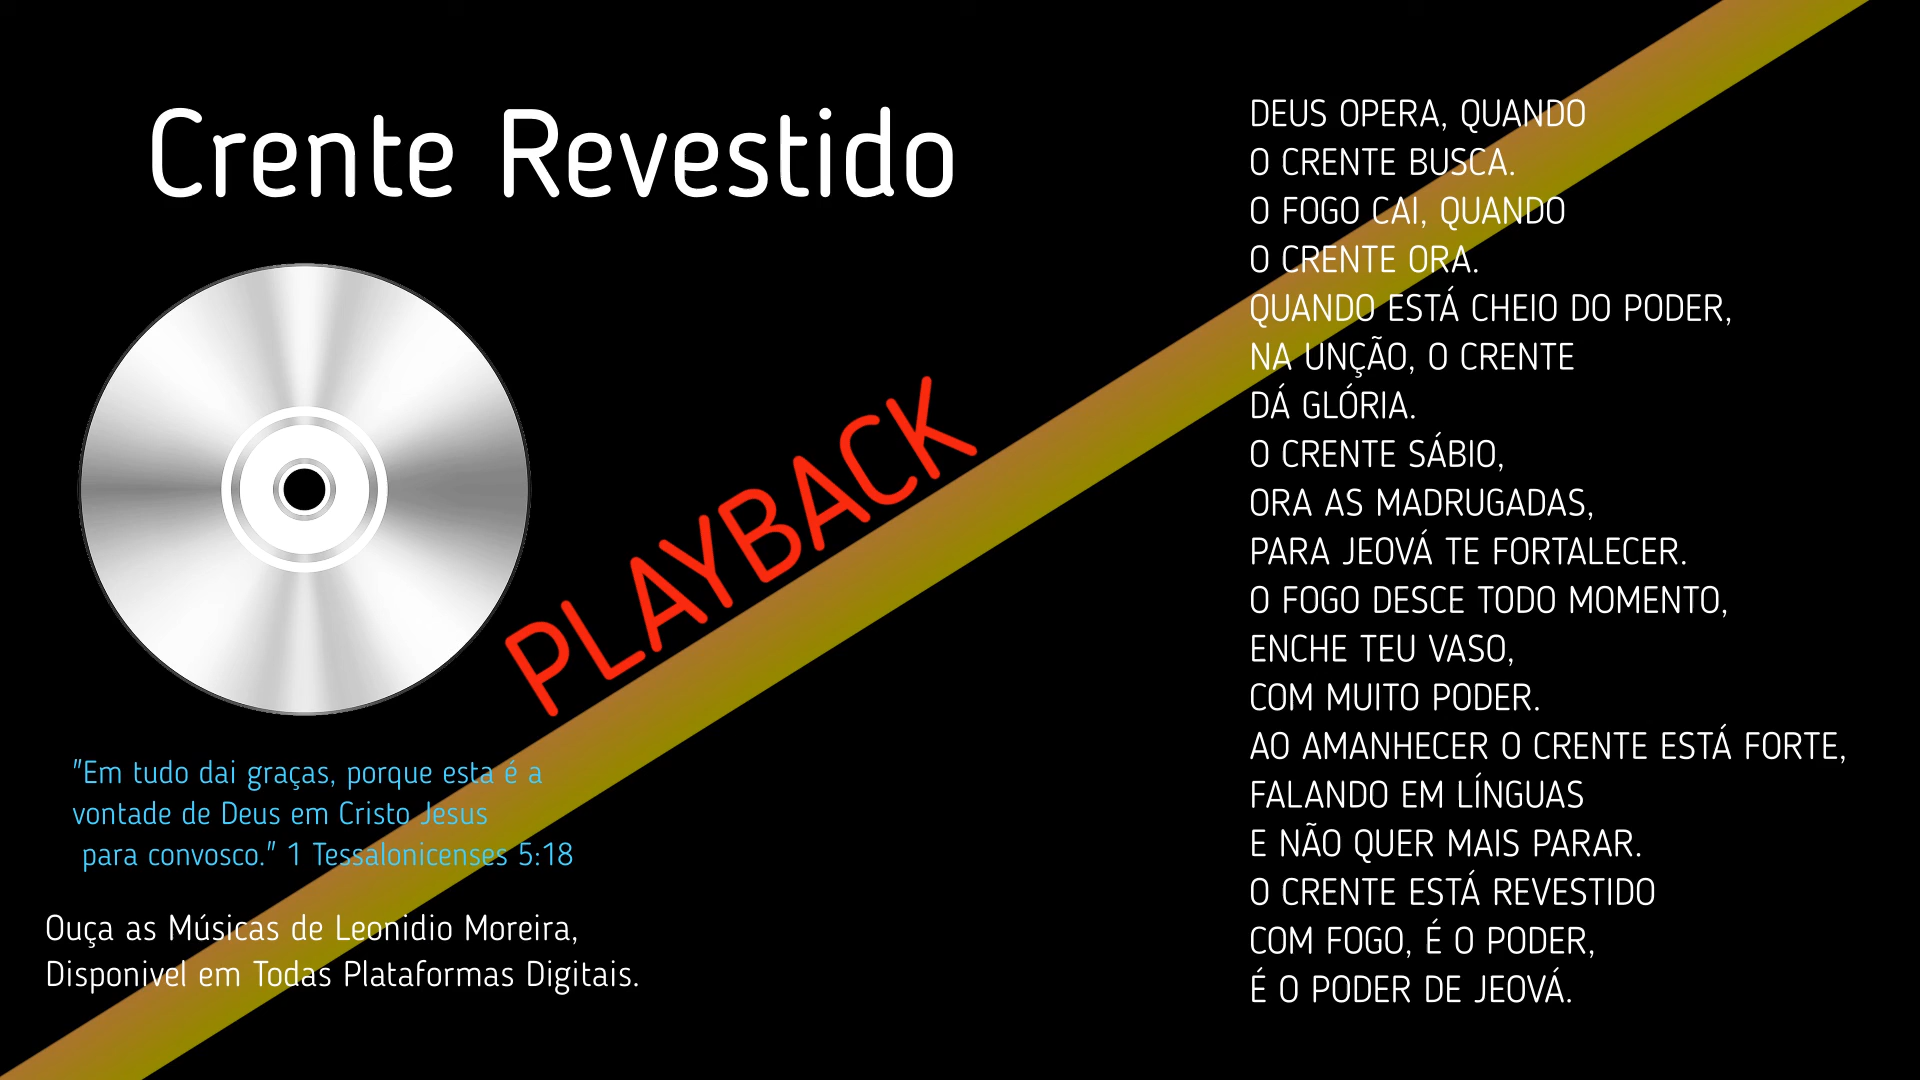 Crente Revestido
PLAYBACK
"Em tudo dai graças, porque esta é a
vontade de Deus em Cristo Jesus
para convosco." 1 Tessalonicenses 5:18
Ouça as Músicas de Leonidio Moreira,
Disponivel em Todas Plataformas Digitais.
DEUS OPERA, QUANDO
O CRENTE BUSCA.
O FOGO CAI, QUANDO
O CRENTE ORA.
QUANDO ESTÁ CHEIO DO PODER,
NA UNÇÃO, O CRENTE
DÁ GLÓRIA.
O CRENTE SÁBIO,
ORA AS MADRUGADAS,
PARA JEOVÁ TE FORTALECER.
O FOGO DESCE TODO MOMENTO,
ENCHE TEU VASO,
COM MUITO PODER.
AO AMANHECER O CRENTE ESTÁ FORTE,
FALANDO EM LÍNGUAS
E NÃO QUER MAIS PARAR.
O CRENTE ESTÁ REVESTIDO
COM FOGO, É O PODER,
É O PODER DE JEOVÁ.